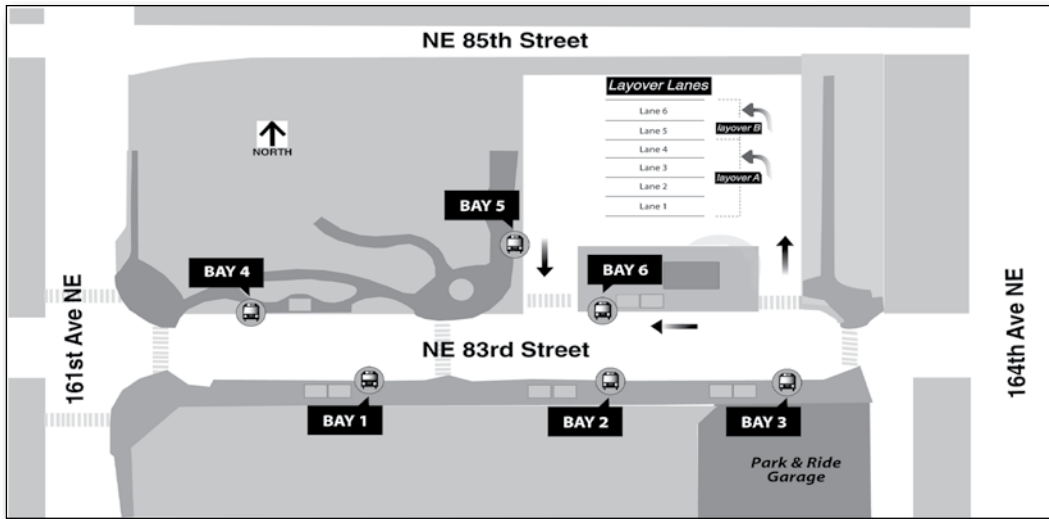 NE 85th Street
Layover Lanes
Lane 6
Lane 5
Lane 4
Lane 3
Lane 2
Lane 1
layover B
layover A
NORTH
BAY 5
BAY 4
BAY 6
161st Ave NE
NE 83rd Street
164th Ave NE
BAY 1
BAY 2
BAY 3
Park & Ride
Garage